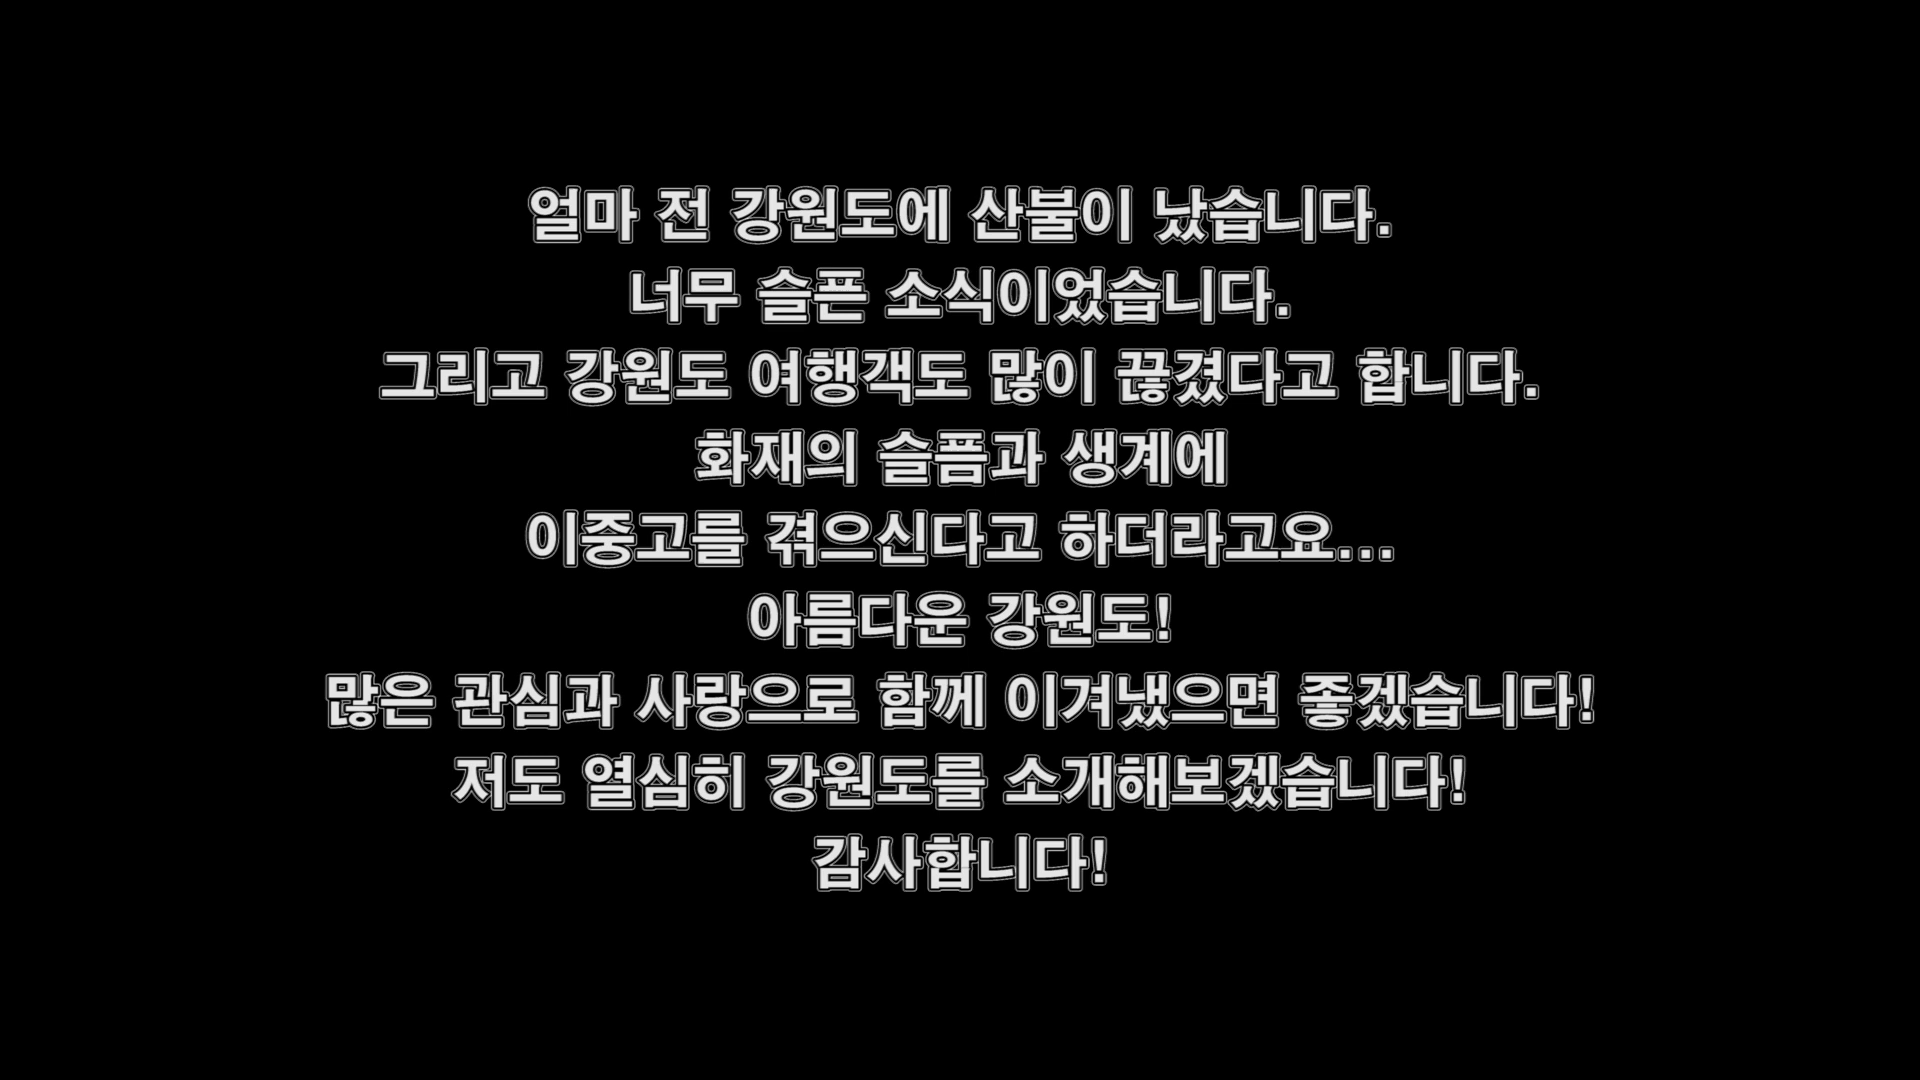 얼마 전 강원도에 산불이 났습니다.
너무 슬픈 소식이었습니다.
그리고 강원도 여행객도 많이 끊겼다고 합니다.
화재의 슬픔과 생계에
이중고를 겪으신다고 하더라고요...
아름다운 강원도!
많은 관심과 사랑으로 함께 이겨냈으면 좋겠습니다!
저도 열심히 강원도를 소개해보겠습니다!
감사합니다!